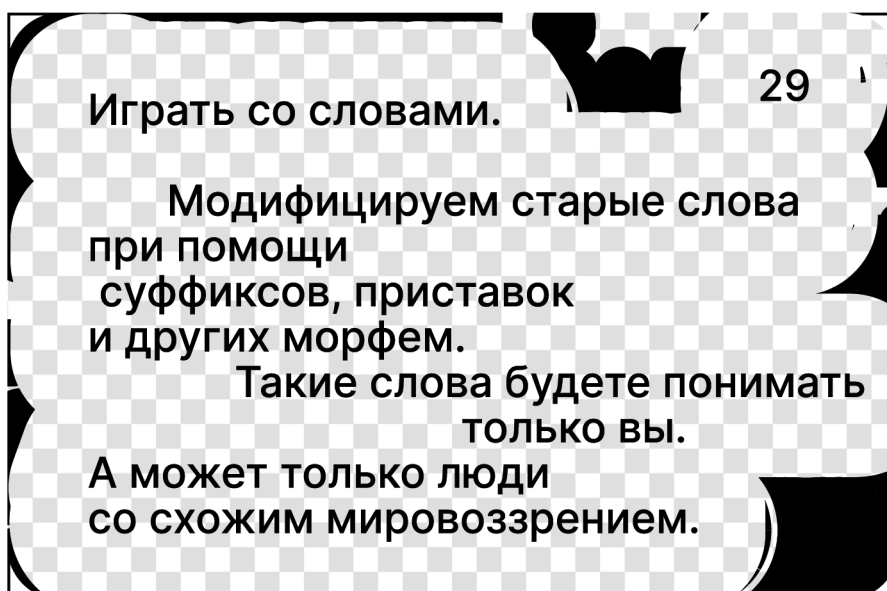 29
Играть со словами.
Модифицируем старые слова
при помощи
суффиксов, приставок
и других морфем.
Такие слова будете понимать
только вы.
А может только люди
со схожим мировоззрением.